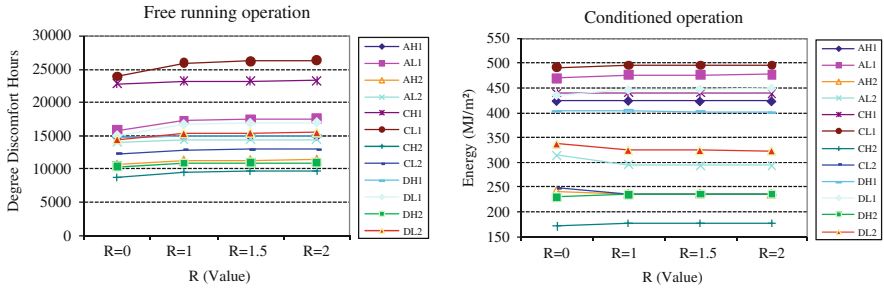 Free running operation
Degree Discomfort Hours
30000
25000
20000
15000
10000
5000
0
R=0 R=1 R=1.5 R=2
R (Value)
AH1
AL1
AH2
AL2
CH1
CL1
CH2
CL2
DH1
DL1
DH2
DL2
Conditioned operation
Energy (MJ/m²)
550
500
450
400
350
300
250
200
150
R=0 R=1 R=1.5 R=2
R (Value)
AH1
AL1
AH2
AL2
CH1
CL1
CH2
CL2
DH1
DL1
DH2
DL2